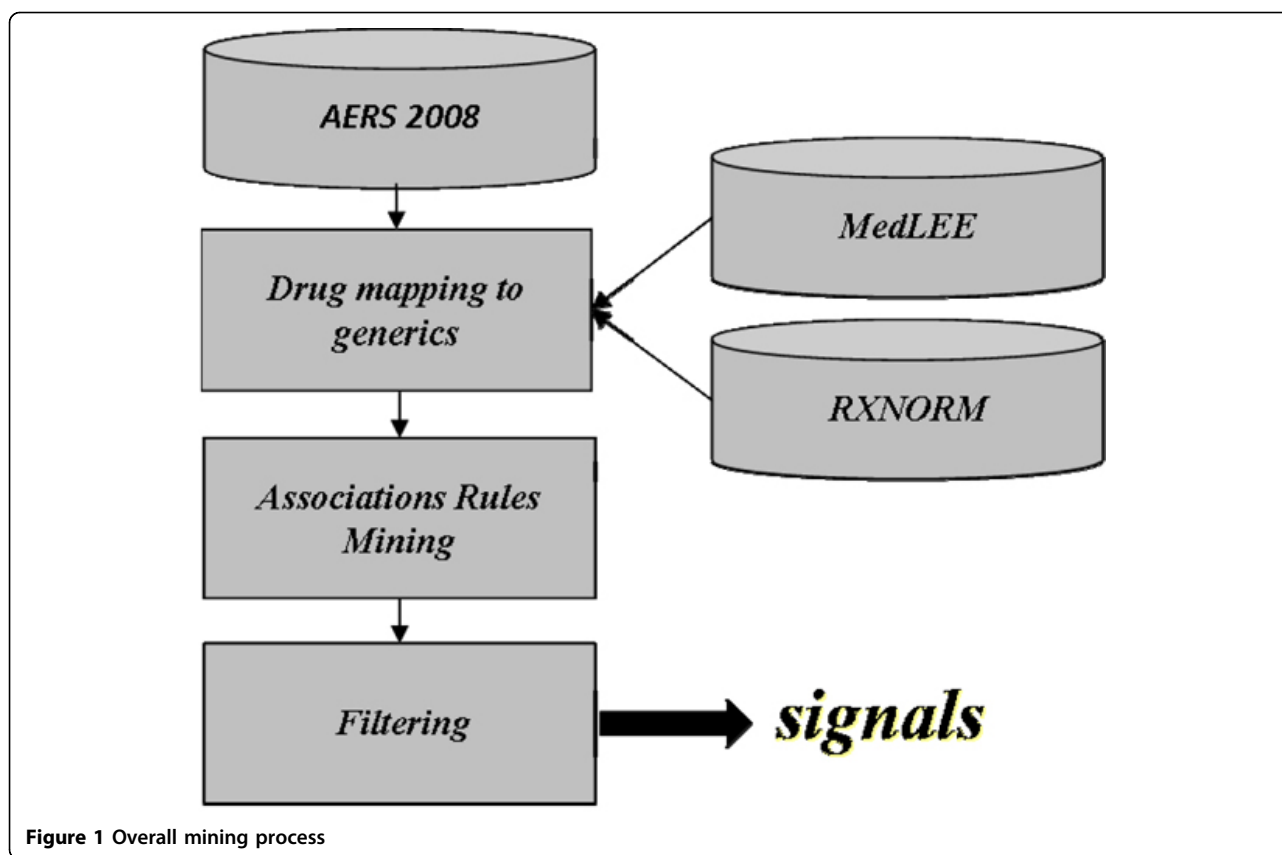 AERS 2008
MedLEE
Drug mapping to
generics
RXNORM
Associations Rules
Mining
Filtering
signals
Figure 1 Overall mining process